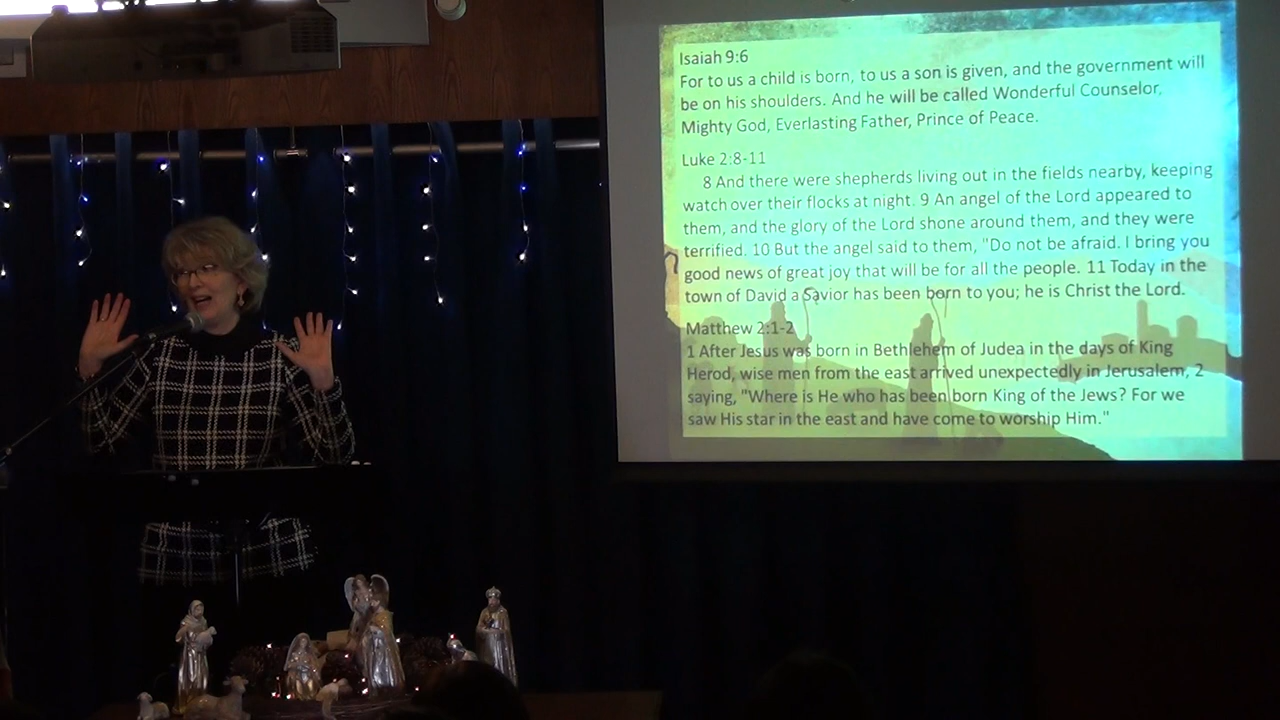 Isaiah 9:6
For to us a child is born, to us a son is given, and the government will
be on his shoulders. And he will be called Wonderful Counselor,
Mighty God, Everlasting Father, Prince of Peace.
Luke 2:8-11
8 And there were shepherds living out in the fields nearby, keeping
watch over their flocks at night. 9 An angel of the Lord appeared to
them, and the glory of the Lord shone around them, and they were
terrified. 10 But the angel said to them, "Do not be afraid. I bring you
good news of great joy that will be for all the people. 11 Today in the
town of David a Savior has been born to you; he is Christ the Lord.
Matthew 2:1-2
1 After Jesus was born in Bethlehem of Judea in the days of King
Herod, wise men from the east arrived unexpectedly in Jerusalem, 2
saying, "Where is He who has been born King of the Jews? For we
saw His star in the east and have come to worship Him."